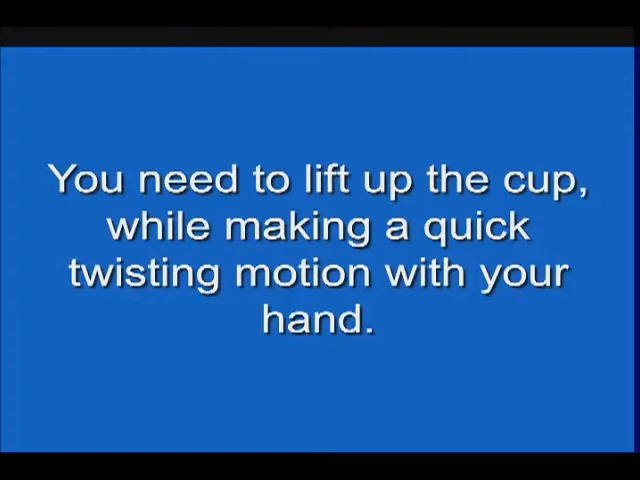 You need to lift up the cup,
while making a quick
twisting motion with your
hand.